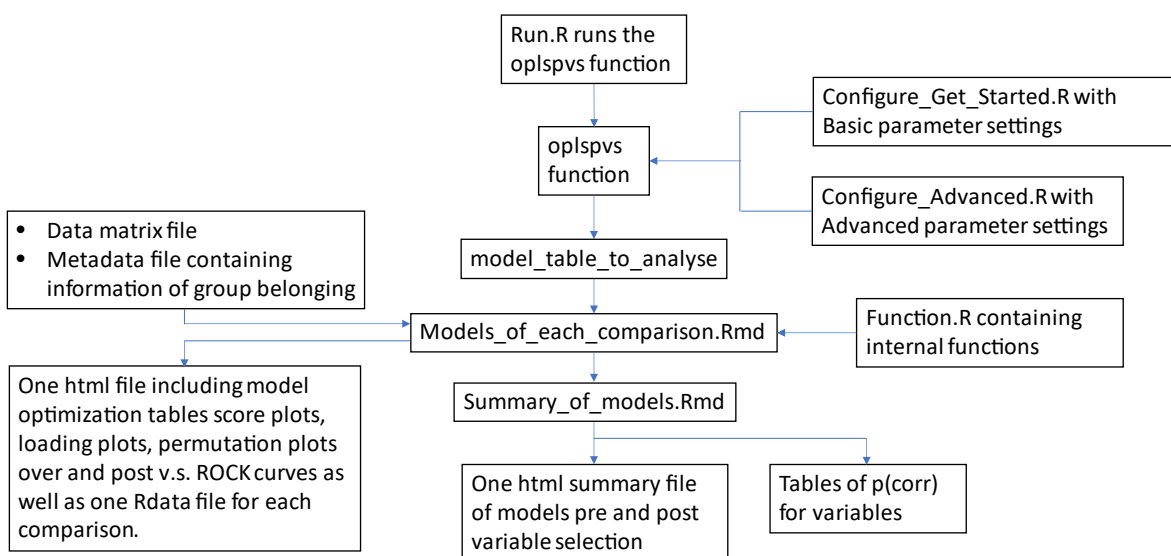 Run.R runs the
oplspvs function
Configure_Get_Started.R with
Basic parameter settings
oplspvs
function
Configure_Advanced.R with
Advanced parameter settings
• Data matrix file
• Metadata file containing
information of group belonging
model_table_to_analyse
Models_of_each_comparison.Rmd
Function.R containing
internal functions
One html file including model
optimization tables score plots,
loading plots, permutation plots
over and post v.s. ROCK curves as
well as one Rdata file for each
comparison.
Summary_of_models.Rmd
One html summary file
of models pre and post
variable selection
Tables of p(corr)
for variables